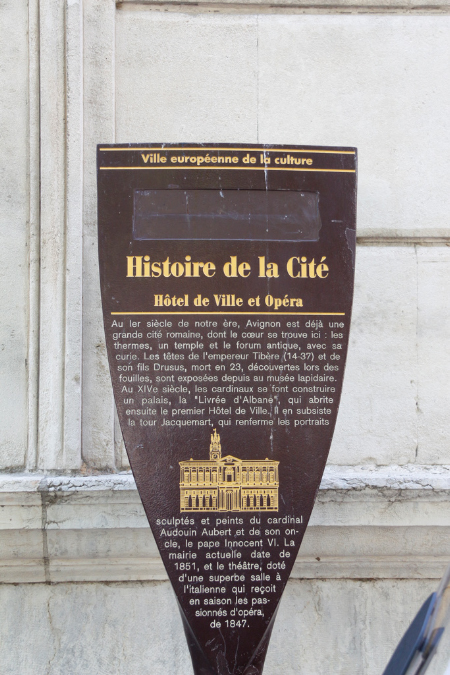 Ville européenne de la culture
Histoire de la Cité
Hôtel de Ville et Opéra
Au Ier siècle de notre ère, Avignon est déjà une
grande cité romaine, dont le cœur se trouve ici : les
thermes, un temple et le forum antique, avec sa
curie. Les têtes de l'empereur Tibère (14-37) et de
son fils Drusus, mort en 23, découvertes lors des
fouilles, sont exposées depuis au musée lapidaire.
Au XIVe siècle, les cardinaux se font construire
un palais, la "Livrée d'Albane", qui abrite
ensuite le premier Hôtel de Ville. Il en subsiste
la tour Jacquemart, qui renferme les portraits
sculptés et peints du cardinal
Audouin Aubert et de son on-
cle, le pape Innocent VI. La
mairie actuelle date de
1851, et le théâtre, doté
d'une superbe salle à
l'italienne qui reçoit
en saison les pas-
sionnés d'opéra,
de 1847.